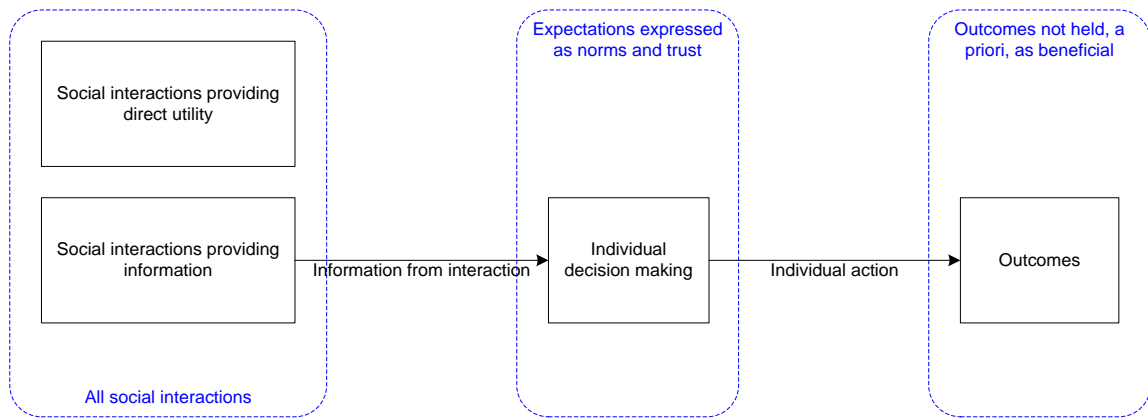 Expectations expressed
as norms and trust
Outcomes not held, a
priori, as beneficial
Social interactions providing
direct utility
Social interactions providing
information
Information from interaction
Individual
decision making
Individual action
Outcomes
All social interactions